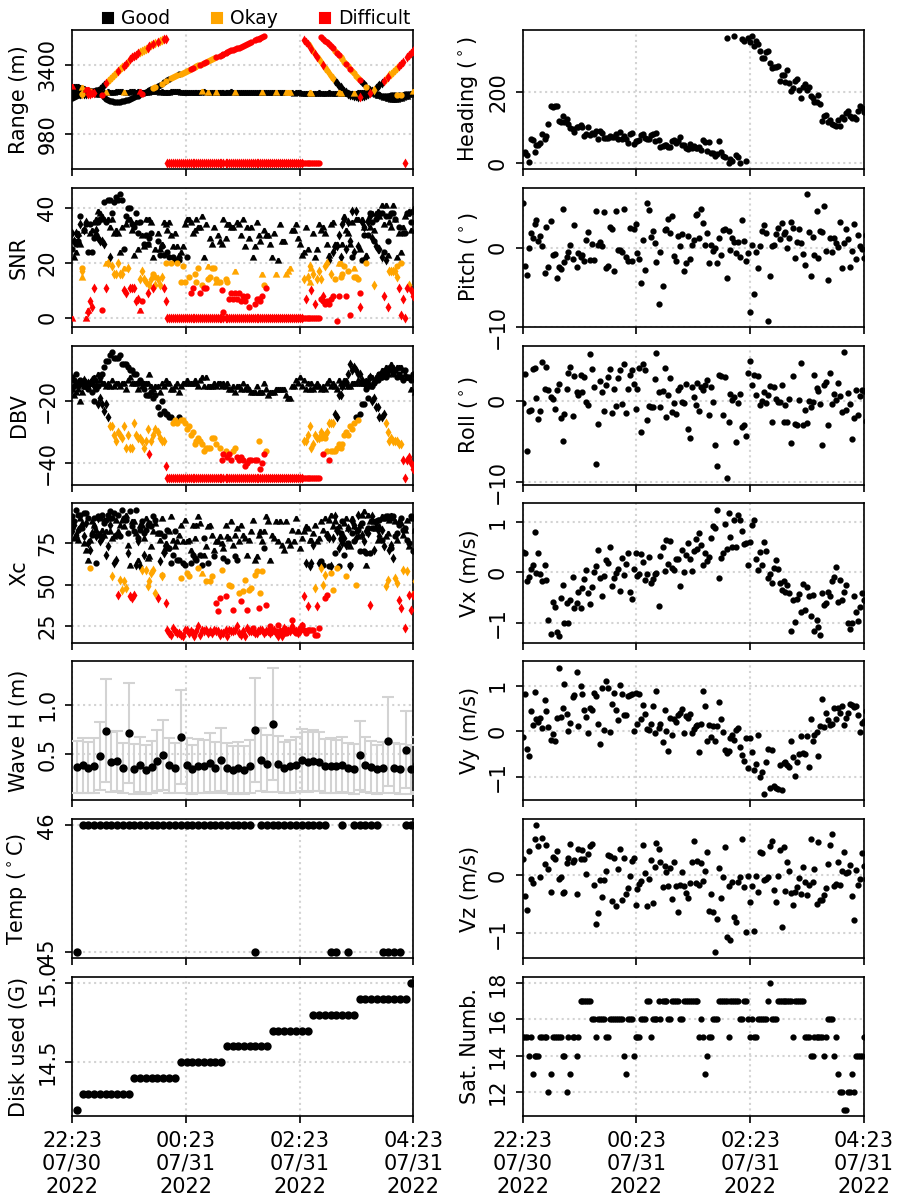 Good Okay Difficult
Range (m)
3400
980
Heading (°)
200
0
SNR
40
20
0
Pitch (°)
0
−10
DBV
−20
−40
Roll (°)
0
−10
Xc
75
50
25
Vx (m/s)
1
0
−1
Wave H (m)
1.0
0.5
Vy (m/s)
1
0
−1
Temp (°C)
46
45
Vz (m/s)
0
−1
Disk used (G)
15.0
14.5
Sat. Numb.
18
16
14
12
22:23 00:23 02:23 04:23 22:23 00:23 02:23 04:23
07/30 07/31 07/31 07/31 07/30 07/31 07/31 07/31
2022 2022 2022 2022 2022 2022 2022 2022